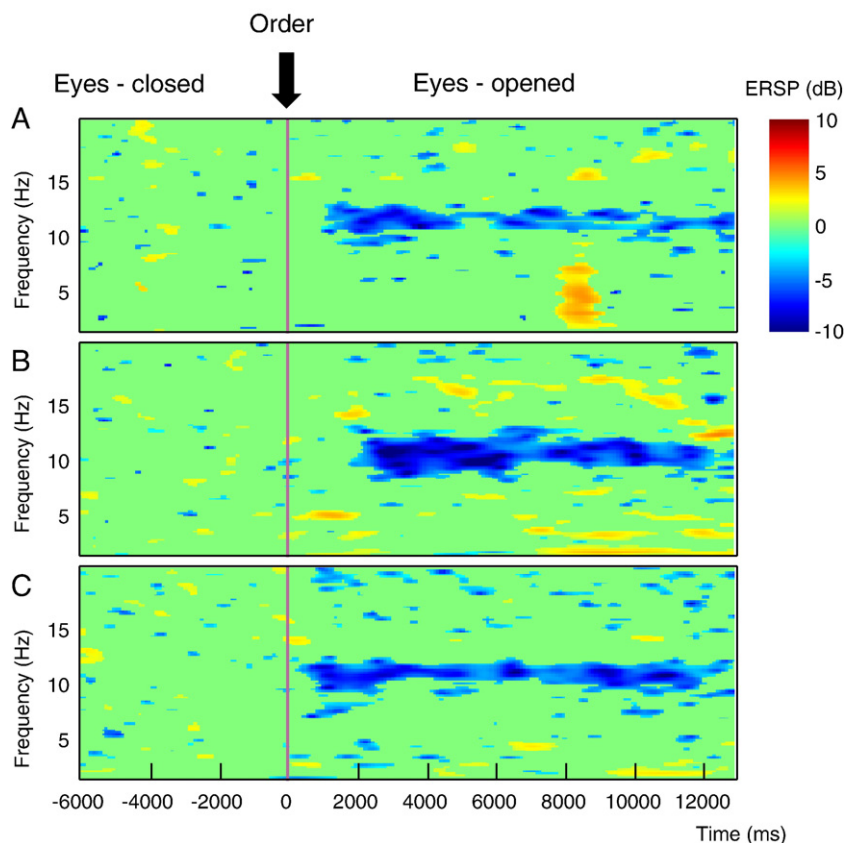 Order
Eyes - closed
Eyes - opened
ERSP (dB)
A
Frequency (Hz)
15
10
5
10
5
0
-5
-10
B
Frequency (Hz)
15
10
5
C
Frequency (Hz)
15
10
5
-6000 -4000 -2000 0 2000 4000 6000 8000 10000 12000
Time (ms)